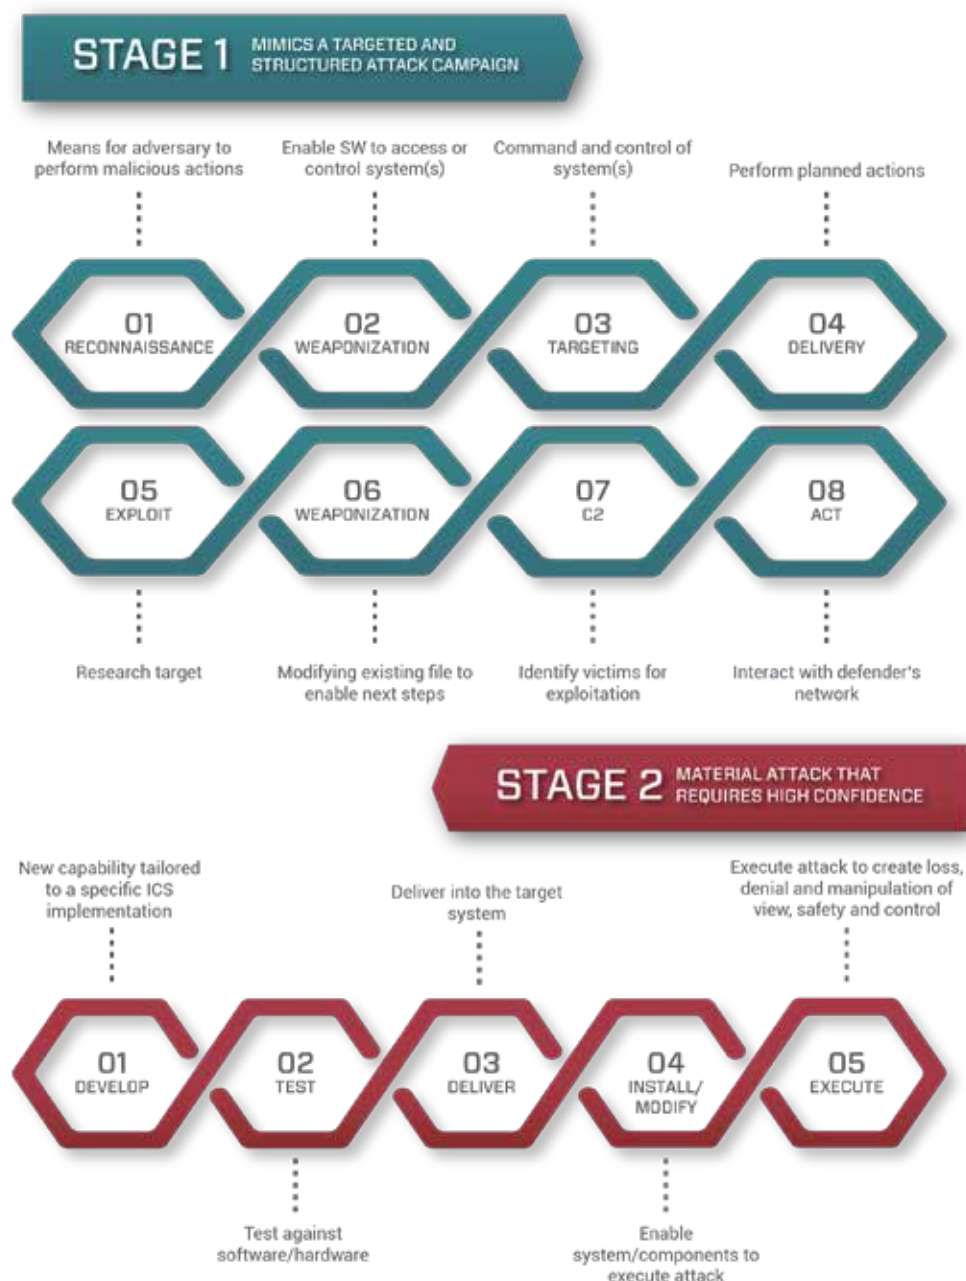 STAGE 1
MIMICS A TARGETED AND
STRUCTURED ATTACK CAMPAIGN
Means for adversary to
perform malicious actions
Enable SW to access or
control system(s)
Command and control of
system(s)
Perform planned actions
01
RECONNAISSANCE
02
WEAPONIZATION
03
TARGETING
04
DELIVERY
05
EXPLOIT
06
WEAPONIZATION
07
C2
08
ACT
Research target
Modifying existing file to
enable next steps
Identify victims for
exploitation
Interact with defender's
network
STAGE 2
MATERIAL ATTACK THAT
REQUIRES HIGH CONFIDENCE
New capability tailored
to a specific ICS
implementation
Deliver into the target
system
Execute attack to create loss,
denial and manipulation of
view, safety and control
01
DEVELOP
02
TEST
03
DELIVER
04
INSTALL/
MODIFY
05
EXECUTE
Test against
software/hardware
Enable
system/components to
execute attack